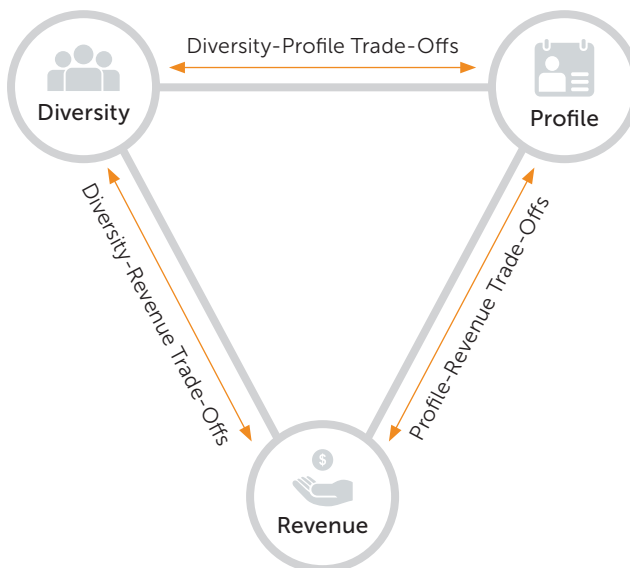 Diversity-Profile Trade-Offs
Diversity
Profile
Diversity-Revenue Trade-Offs
Profile-Revenue Trade-Offs
$
Revenue